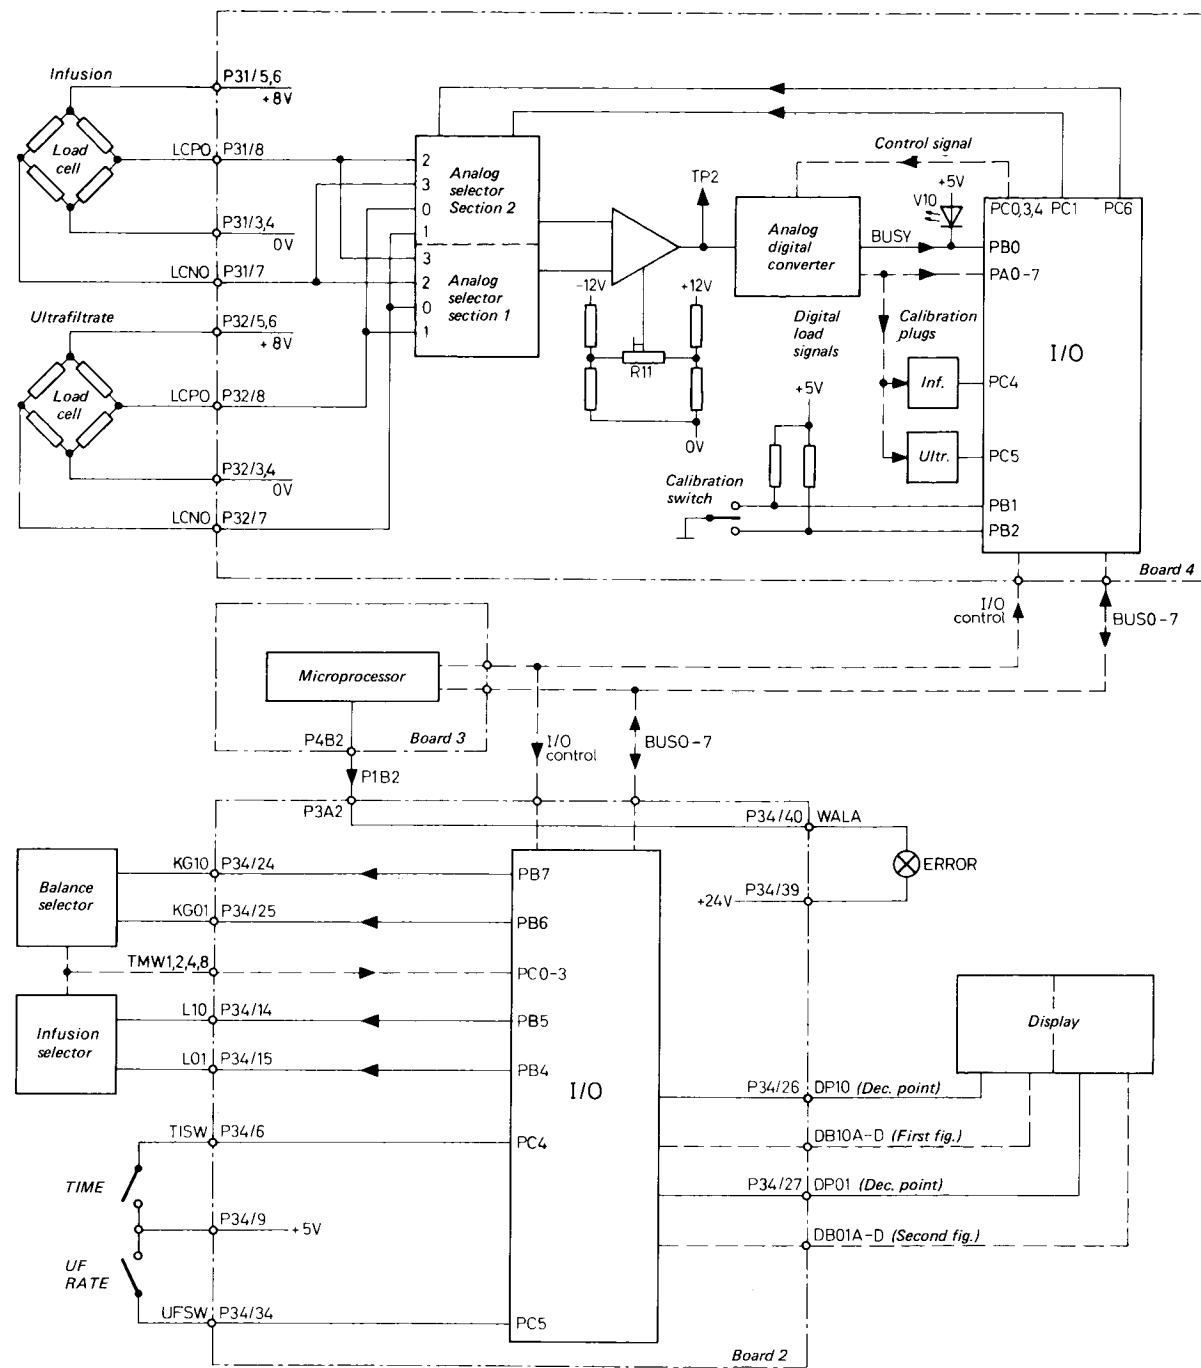 Infusion
P31/5,6
+8V
Load
cell
LCPO
P31/8
P31/3,4
0V
LCNO
P31/7
Ultrafiltrate
P32/5,6
+8V
Load
cell
LCPO
P32/8
P32/3,4
0V
LCNO
P32/7
2
3
0
1
Analog
selector
Section 2
3
2
0
1
Analog
selector
section 1
TP2
-12V
+12V
R11
0V
Analog
digital
converter
Control signal
BUSY
+5V
V10
Digital
load
signals
Calibration
plugs
Inf.
Ultr.
+5V
Calibration
switch
PC0,3,4
PC1
PC6
PB0
PA0-7
I/O
PC4
PC5
PB1
PB2
Board 4
I/O
control
BUS0-7
Microprocessor
Board 3
P4B2
P1B2
P3A2
I/O
control
BUS0-7
P34/40
WALA
ERROR
P34/39
+24V
Balance
selector
KG10
P34/24
PB7
KG01
P34/25
PB6
TMW1,2,4,8
PC0-3
Infusion
selector
L10
P34/14
PB5
L01
P34/15
PB4
I/O
TISW
P34/6
PC4
TIME
P34/9
+5V
UF
RATE
UFSW
P34/34
PC5
Display
P34/26
DP10 (Dec. point)
DB10A-D (First fig.)
P34/27
DP01 (Dec. point)
DB01A-D (Second fig.)
Board 2